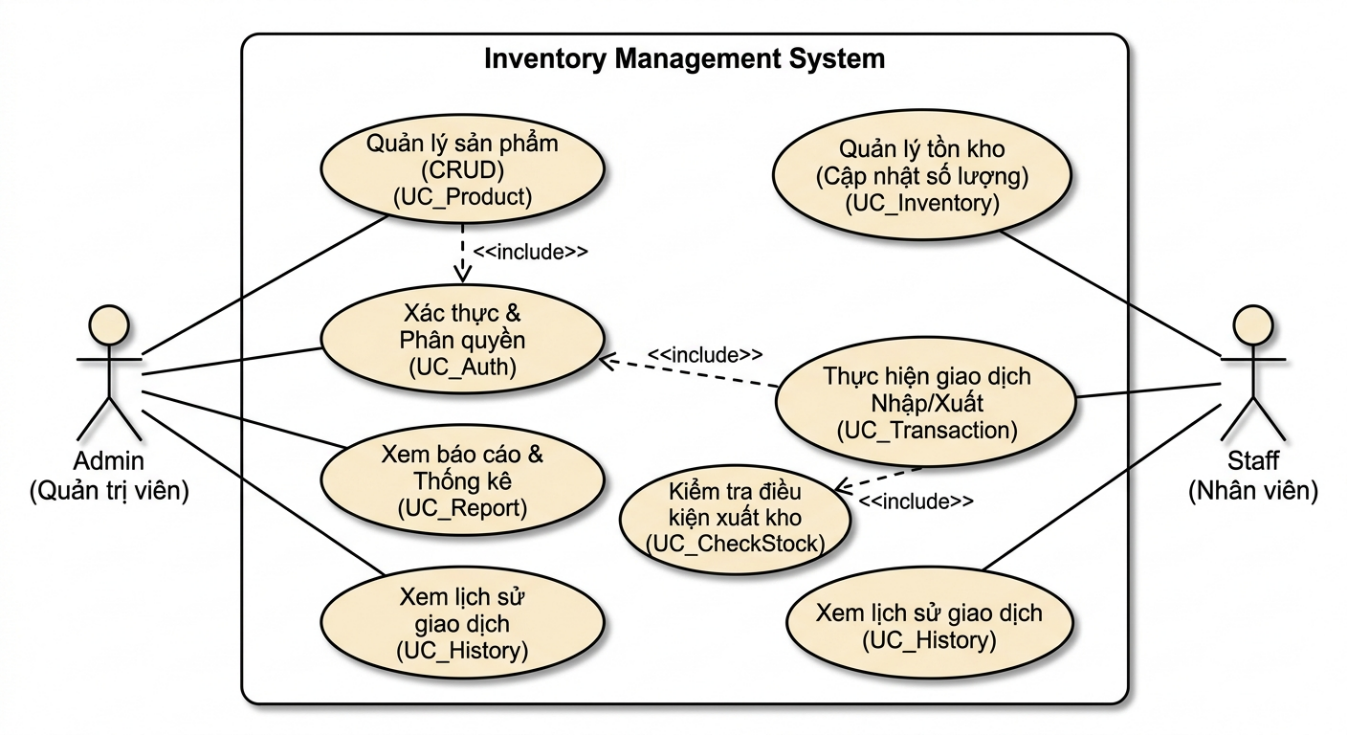 Inventory Management System
Quản lý sản phẩm
(CRUD)
(UC_Product)
Quản lý tồn kho
(Cập nhật số lượng)
(UC_Inventory)
<<include>>
Xác thực &
Phân quyền
(UC_Auth)
<<include>>
Thực hiện giao dịch
Nhập/Xuất
(UC_Transaction)
Admin
(Quản trị viên)
Staff
(Nhân viên)
Xem báo cáo &
Thống kê
(UC_Report)
Kiểm tra điều
kiện xuất kho
(UC_CheckStock)
<<include>>
Xem lịch sử
giao dịch
(UC_History)
Xem lịch sử giao dịch
(UC_History)